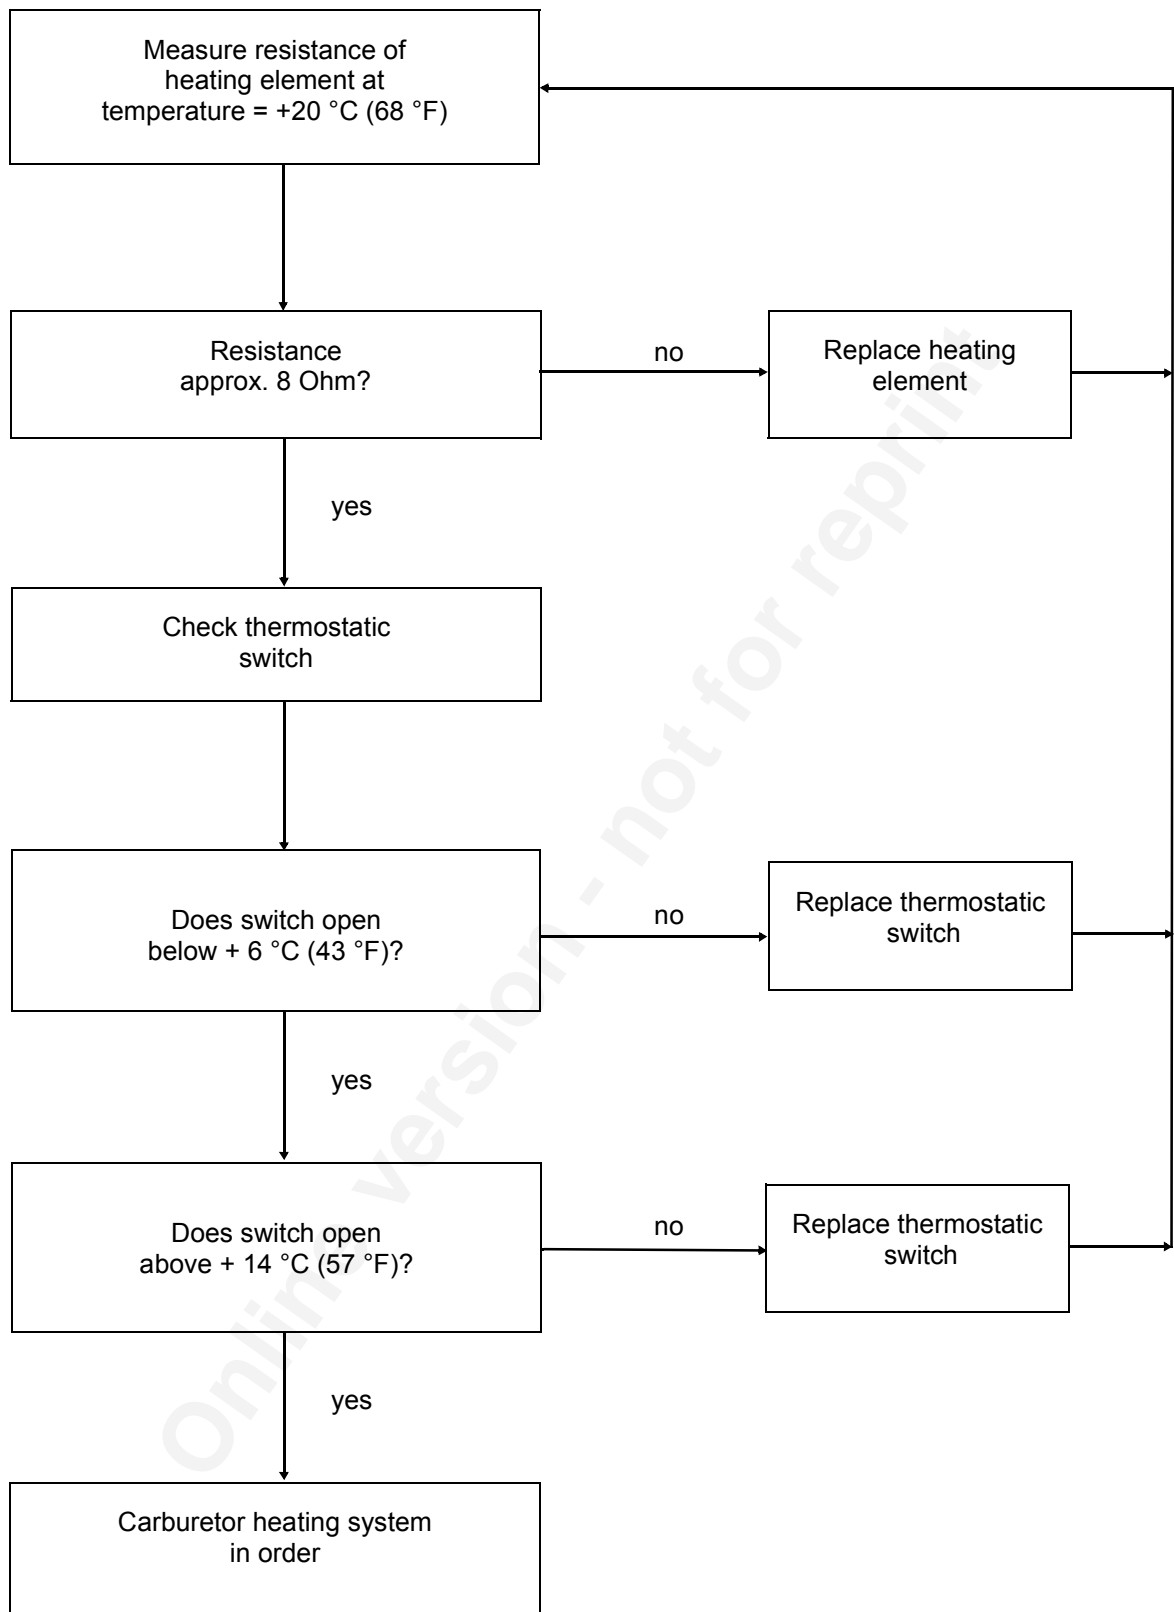 Measure resistance of
heating element at
temperature = +20 °C (68 °F)
Resistance
approx. 8 Ohm?
no
Replace heating
element
yes
Check thermostatic
switch
Does switch open
below + 6 °C (43 °F)?
no
Replace thermostatic
switch
yes
Does switch open
above + 14 °C (57 °F)?
no
Replace thermostatic
switch
yes
Carburetor heating system
in order
Online version - not for reprint